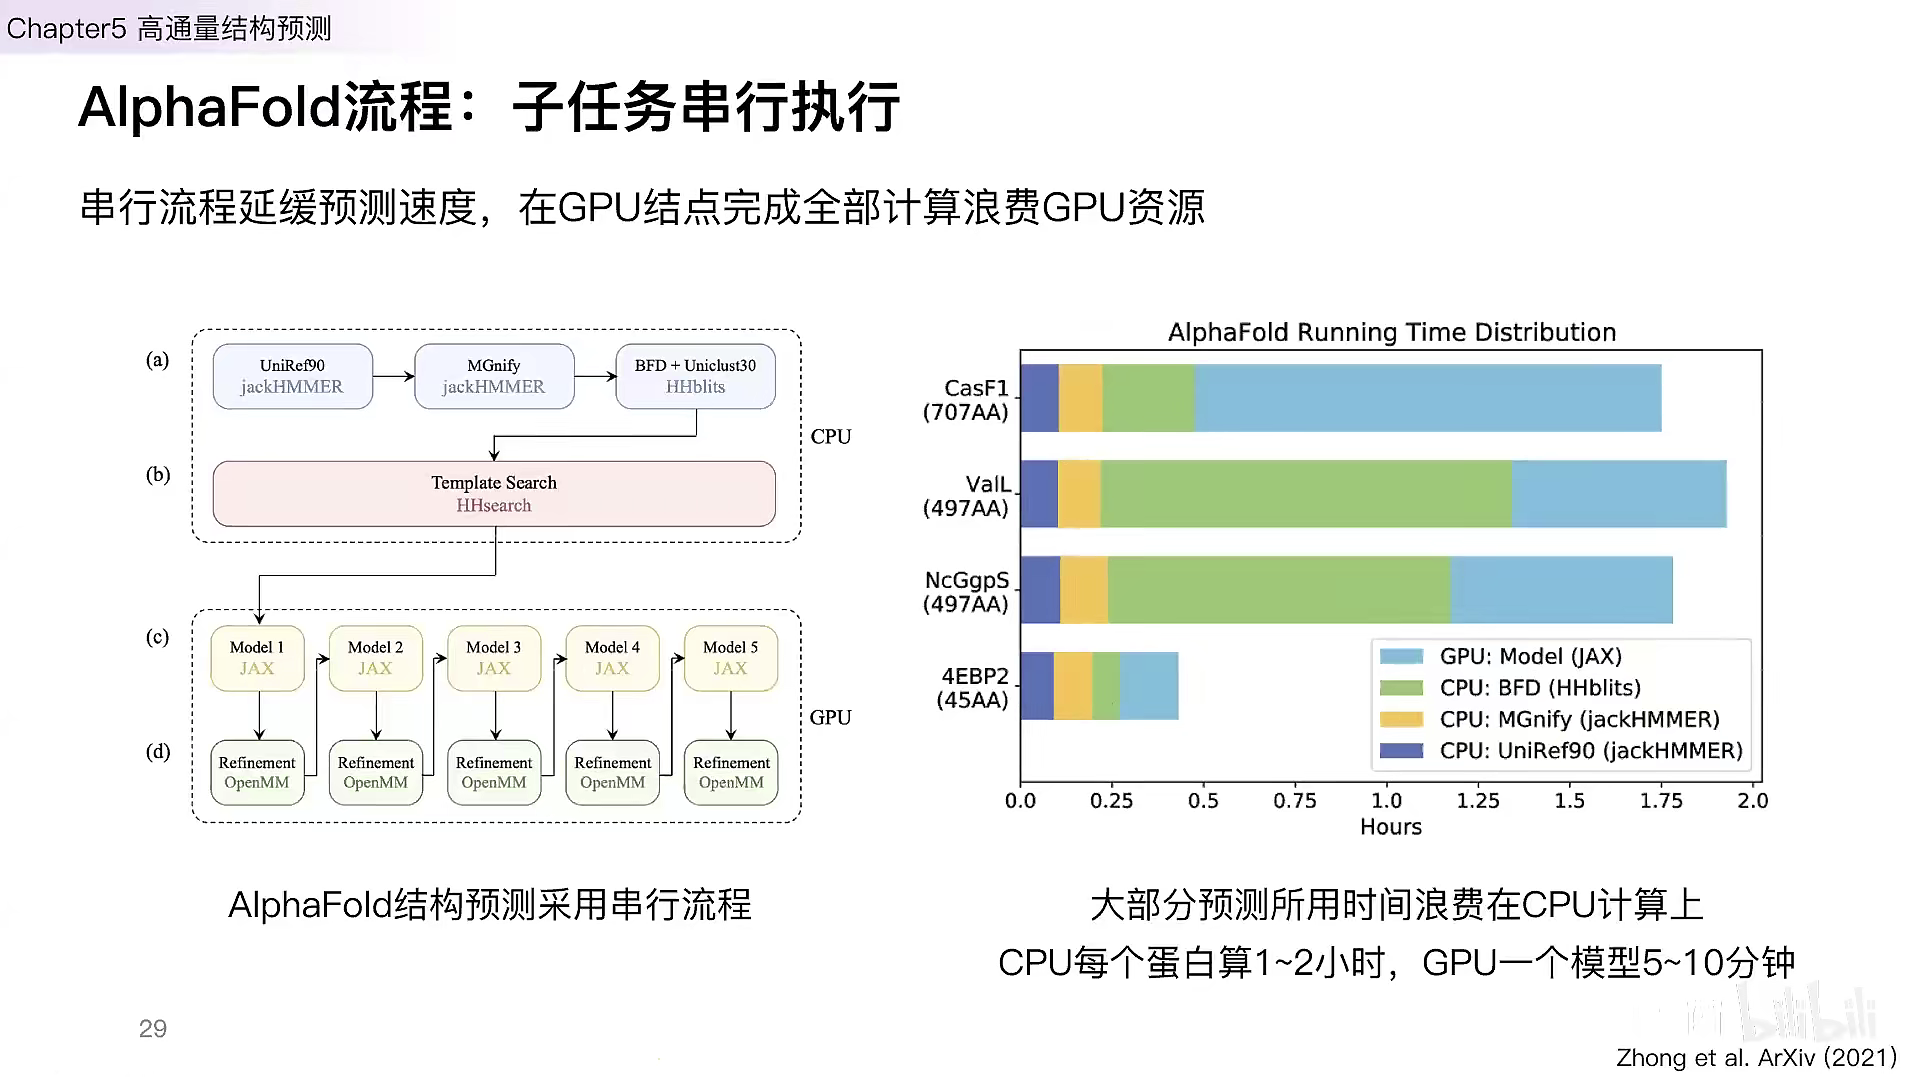 Chapter5 高通量结构预测
AlphaFold流程：子任务串行执行
串行流程延缓预测速度，在GPU结点完成全部计算浪费GPU资源
(a)
UniRef90
jackHMMER
MGnify
jackHMMER
BFD + Uniclust30
HHblits
CPU
(b)
Template Search
HHsearch
(c)
Model 1
JAX
Model 2
JAX
Model 3
JAX
Model 4
JAX
Model 5
JAX
GPU
(d)
Refinement
OpenMM
Refinement
OpenMM
Refinement
OpenMM
Refinement
OpenMM
Refinement
OpenMM
AlphaFold结构预测采用串行流程
AlphaFold Running Time Distribution
CasF1
(707AA)
ValL
(497AA)
NcGgpS
(497AA)
4EBP2
(45AA)
GPU: Model (JAX)
CPU: BFD (HHblits)
CPU: MGnify (jackHMMER)
CPU: UniRef90 (jackHMMER)
0.0 0.25 0.5 0.75 1.0 1.25 1.5 1.75 2.0
Hours
大部分预测所用时间浪费在CPU计算上
CPU每个蛋白算1~2小时，GPU一个模型5~10分钟
29
bilibili
Zhong et al. ArXiv (2021)